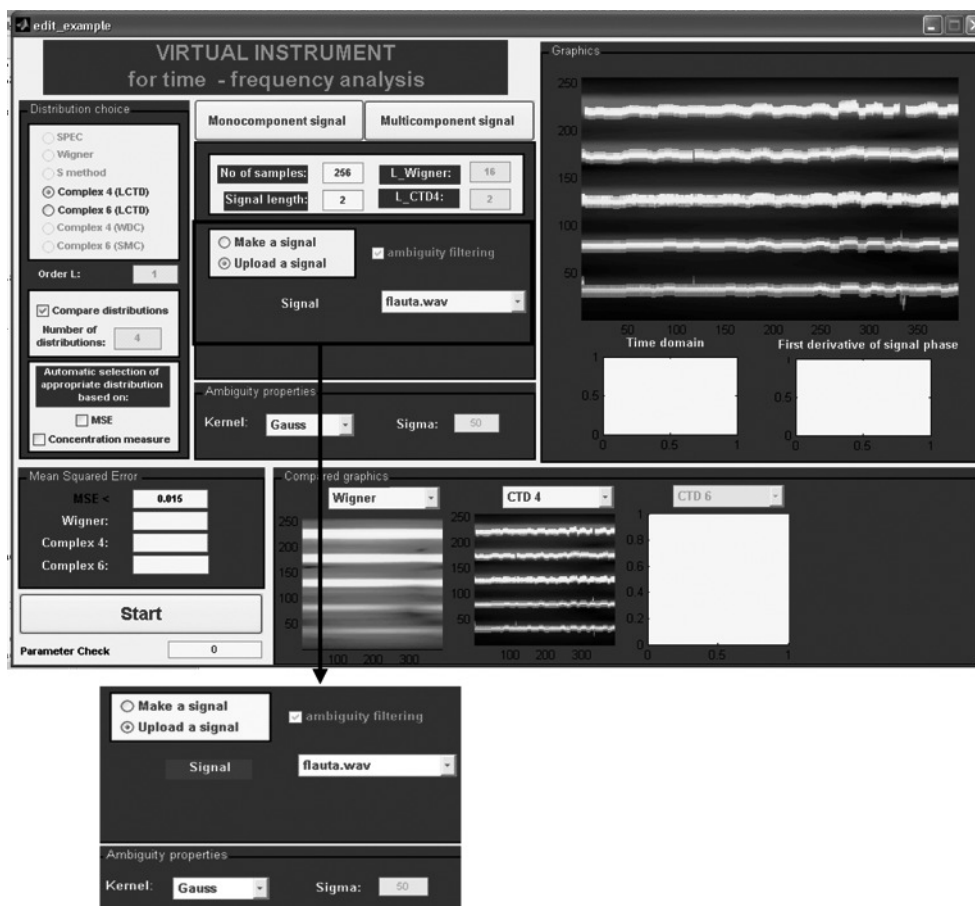 edit_example
VIRTUAL INSTRUMENT
for time - frequency analysis
Distribution choice
SPEC
Wigner
S method
Complex 4 (LCTD)
Complex 6 (LCTD)
Complex 4 (WDC)
Complex 6 (SMC)
Order L: 1
Compare distributions
Number of
distributions: 4
Automatic selection of
appropriate distribution
based on:
MSE
Concentration measure
Monocomponent signal
Multicomponent signal
No of samples: 256
L_Wigner: 16
Signal length: 2
L_CTD4: 2
Make a signal
Upload a signal
ambiguity filtering
Signal
flauta.wav
Ambiguity properties
Kernel: Gauss
Sigma: 50
Graphics
250
200
150
100
50
50 100 150 200 250 300 350
Time domain
1
0.5
0
0 0.5 1
First derivative of signal phase
1
0.5
0
0 0.5 1
Mean Squared Error
MSE < 0.015
Wigner:
Complex 4:
Complex 6:
Start
Parameter Check 0
Compared graphics
Wigner
250
200
150
100
50
100 200 300
CTD 4
250
200
150
100
50
100 200 300
CTD 6
1
0.8
0.6
0.4
0.2
0
0 0.5 1
Make a signal
Upload a signal
ambiguity filtering
Signal
flauta.wav
Ambiguity properties
Kernel: Gauss
Sigma: 50